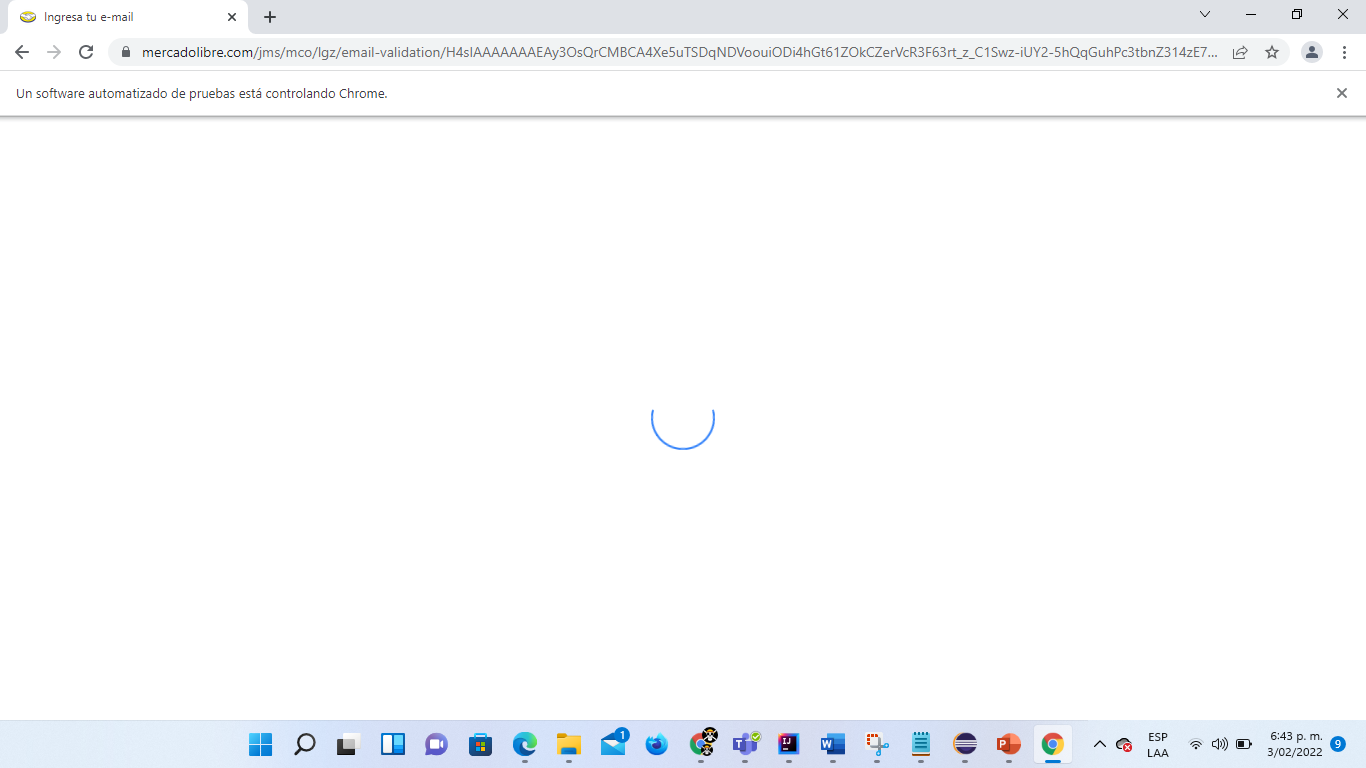 Ingresa tu e-mail
mercadolibre.com/jms/mco/lgz/email-validation/H4sIAAAAAAAEAy3OsQrCMBCA4Xe5uTSDqNDVoouiODi4hGt61ZOkCZerVcR3F63rt_z_C1Swz-iUY2-5hQqGuhPc3tbnZ314zE7...
Un software automatizado de pruebas está controlando Chrome.
1
ESP
LAA
6:43 p. m.
3/02/2022
9